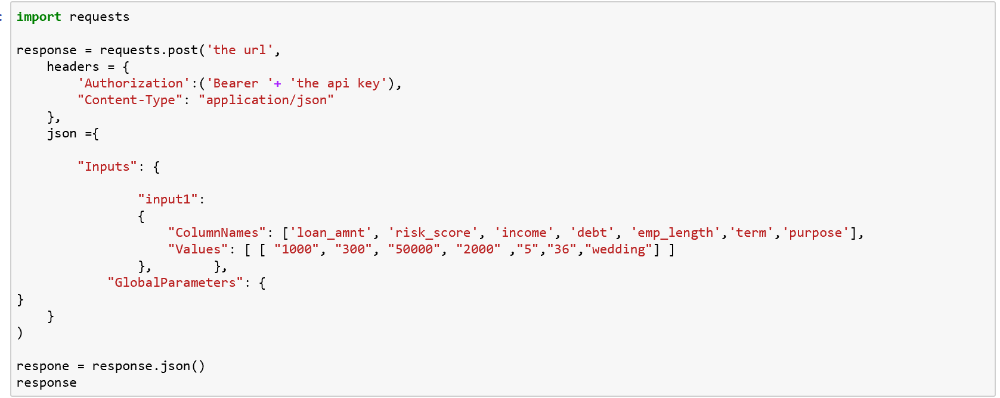 :
import requests
response = requests.post('the url',
headers = {
'Authorization':('Bearer '+ 'the api key'),
"Content-Type": "application/json"
},
json ={
"Inputs": {
"input1":
{
"ColumnNames": ['loan_amnt', 'risk_score', 'income', 'debt', 'emp_length','term','purpose'],
"Values": [ [ "1000", "300", "50000", "2000" ,"5","36","wedding"] ]
}, },
"GlobalParameters": {
}
}
)
respone = response.json()
response